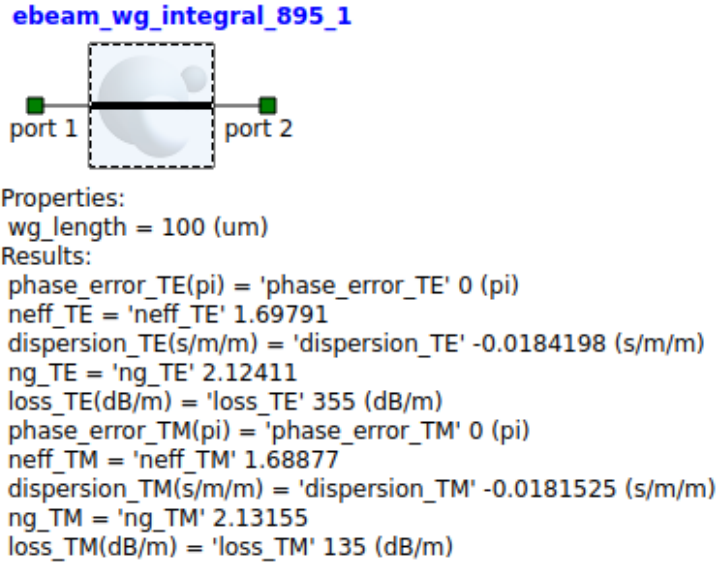 ebeam_wg_integral_895_1
port 1
port 2
Properties:
wg_length = 100 (um)
Results:
phase_error_TE(pi) = 'phase_error_TE' 0 (pi)
neff_TE = 'neff_TE' 1.69791
dispersion_TE(s/m/m) = 'dispersion_TE' -0.0184198 (s/m/m)
ng_TE = 'ng_TE' 2.12411
loss_TE(dB/m) = 'loss_TE' 355 (dB/m)
phase_error_TM(pi) = 'phase_error_TM' 0 (pi)
neff_TM = 'neff_TM' 1.68877
dispersion_TM(s/m/m) = 'dispersion_TM' -0.0181525 (s/m/m)
ng_TM = 'ng_TM' 2.13155
loss_TM(dB/m) = 'loss_TM' 135 (dB/m)